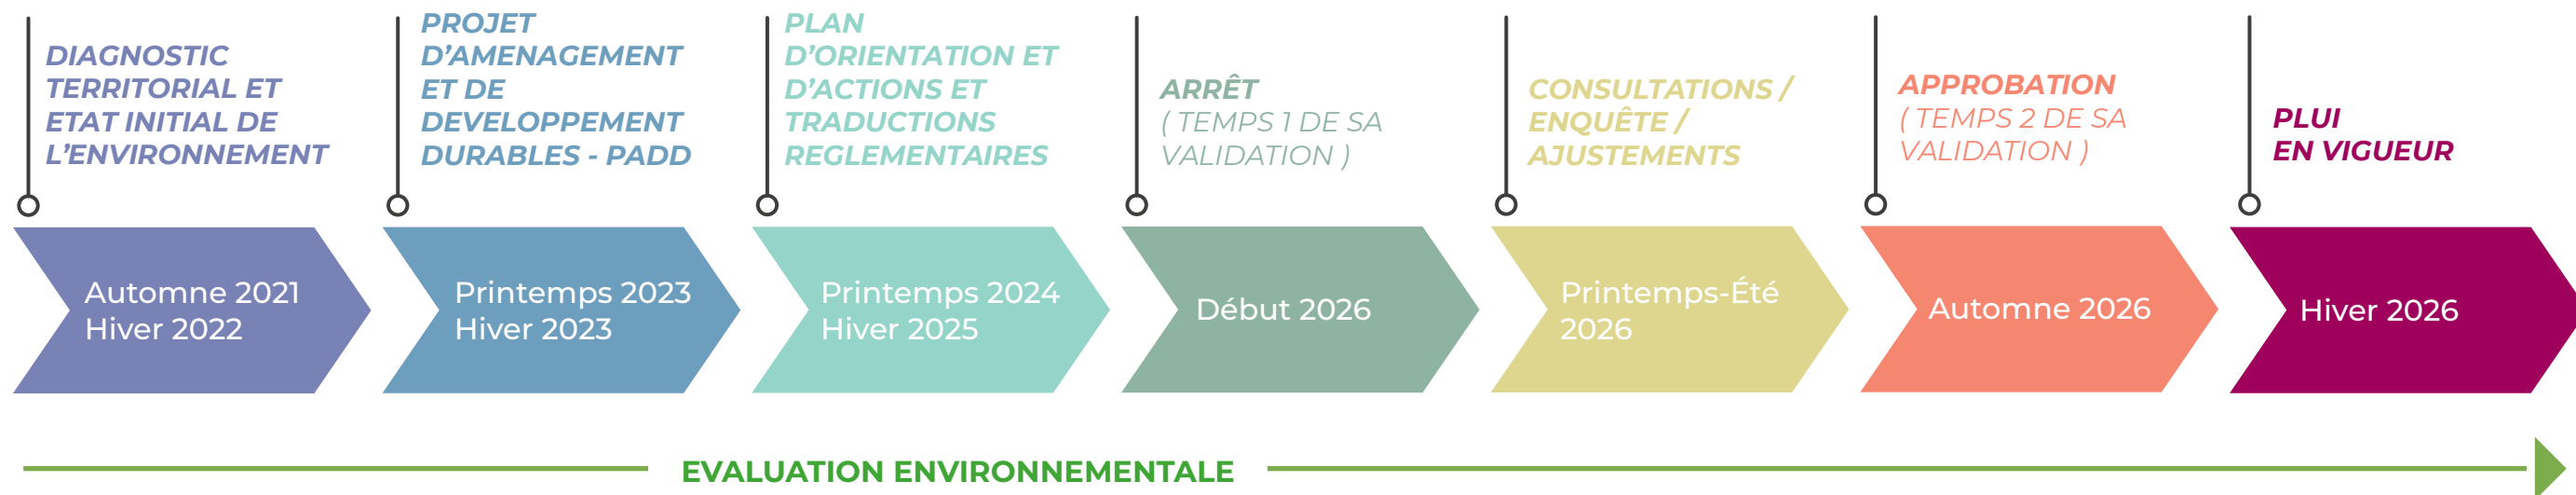 DIAGNOSTIC
TERRITORIAL ET
ETAT INITIAL DE
L'ENVIRONNEMENT
PROJET
D'AMENAGEMENT
ET DE
DEVELOPPEMENT
DURABLES - PADD
PLAN
D'ORIENTATION ET
D'ACTIONS ET
TRADUCTIONS
REGLEMENTAIRES
ARRÊT
( TEMPS 1 DE SA
VALIDATION )
CONSULTATIONS /
ENQUÊTE /
AJUSTEMENTS
APPROBATION
( TEMPS 2 DE SA
VALIDATION )
PLUI
EN VIGUEUR
Automne 2021
Hiver 2022
Printemps 2023
Hiver 2023
Printemps 2024
Hiver 2025
Début 2026
Printemps-Été
2026
Automne 2026
Hiver 2026
EVALUATION ENVIRONNEMENTALE